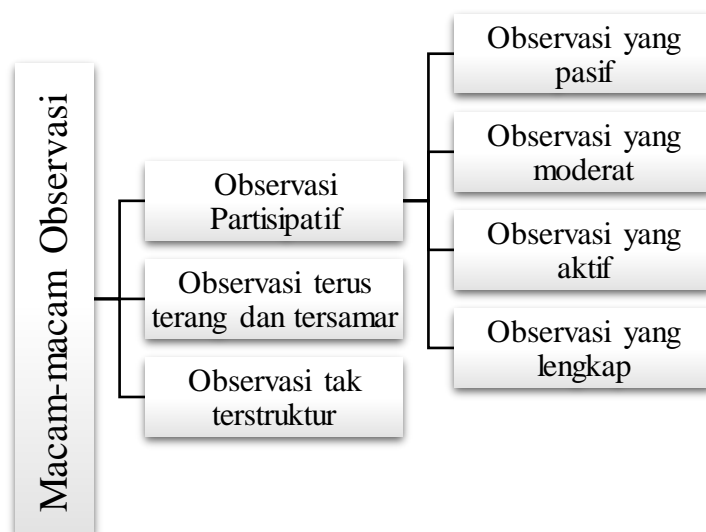 Macam-macam Observasi
Observasi
Partisipatif
Observasi terus
terang dan tersamar
Observasi tak
terstruktur
Observasi yang
pasif
Observasi yang
moderat
Observasi yang
aktif
Observasi yang
lengkap